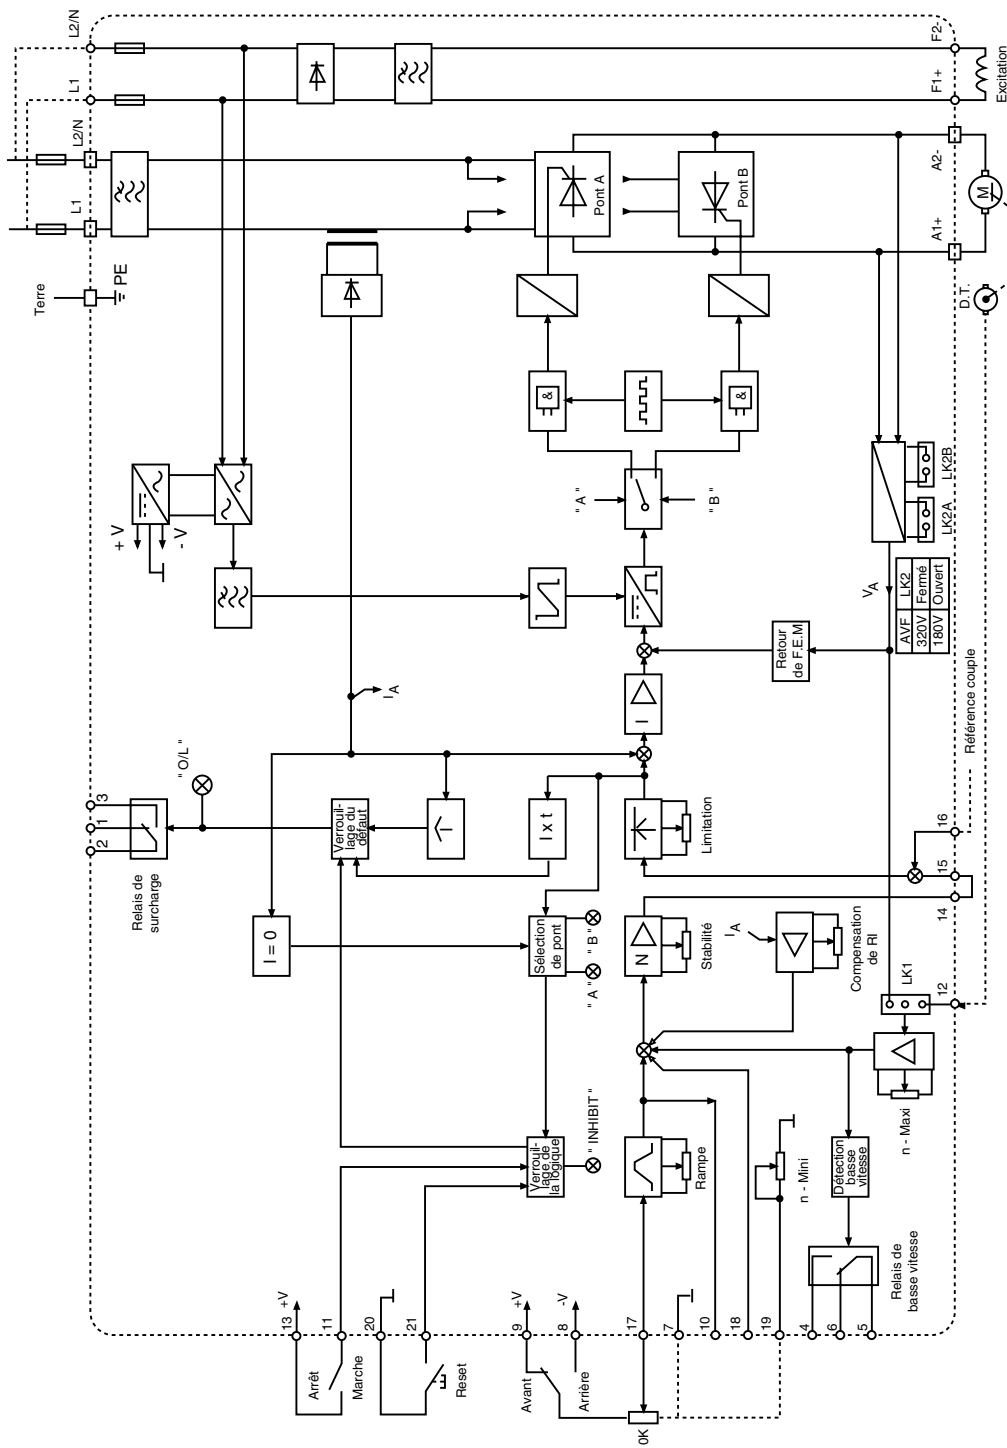 L2/N
L1
L2/N
L1
Terre
PE
F2-
F1+
Excitation
A2-
A1+
M
D.T.
Pont A
Pont B
&
&
+ V
- V
" A "
" B "
LK2B
LK2A
VA
AVF
LK2
320V
Fermé
180V
Ouvert
Retour
de F.E.M
Référence couple
IA
I
" O/L "
3
1
2
Relais de
surcharge
Verrouil-
lage du
défaut
<I
I x t
Limitation
16
15
14
12
I = 0
Sélection
de pont
" B "
" A "
N
Stabilité
IA
Compensation
de RI
LK1
n - Maxi
Verrouil-
lage de
la logique
" INHIBIT "
Rampe
n - Mini
Détection
basse
vitesse
Relais de
basse vitesse
+V
13
11
20
21
Arrêt
Marche
Reset
+V
-V
9
8
17
7
10
18
19
4
6
5
Avant
Arrière
0K